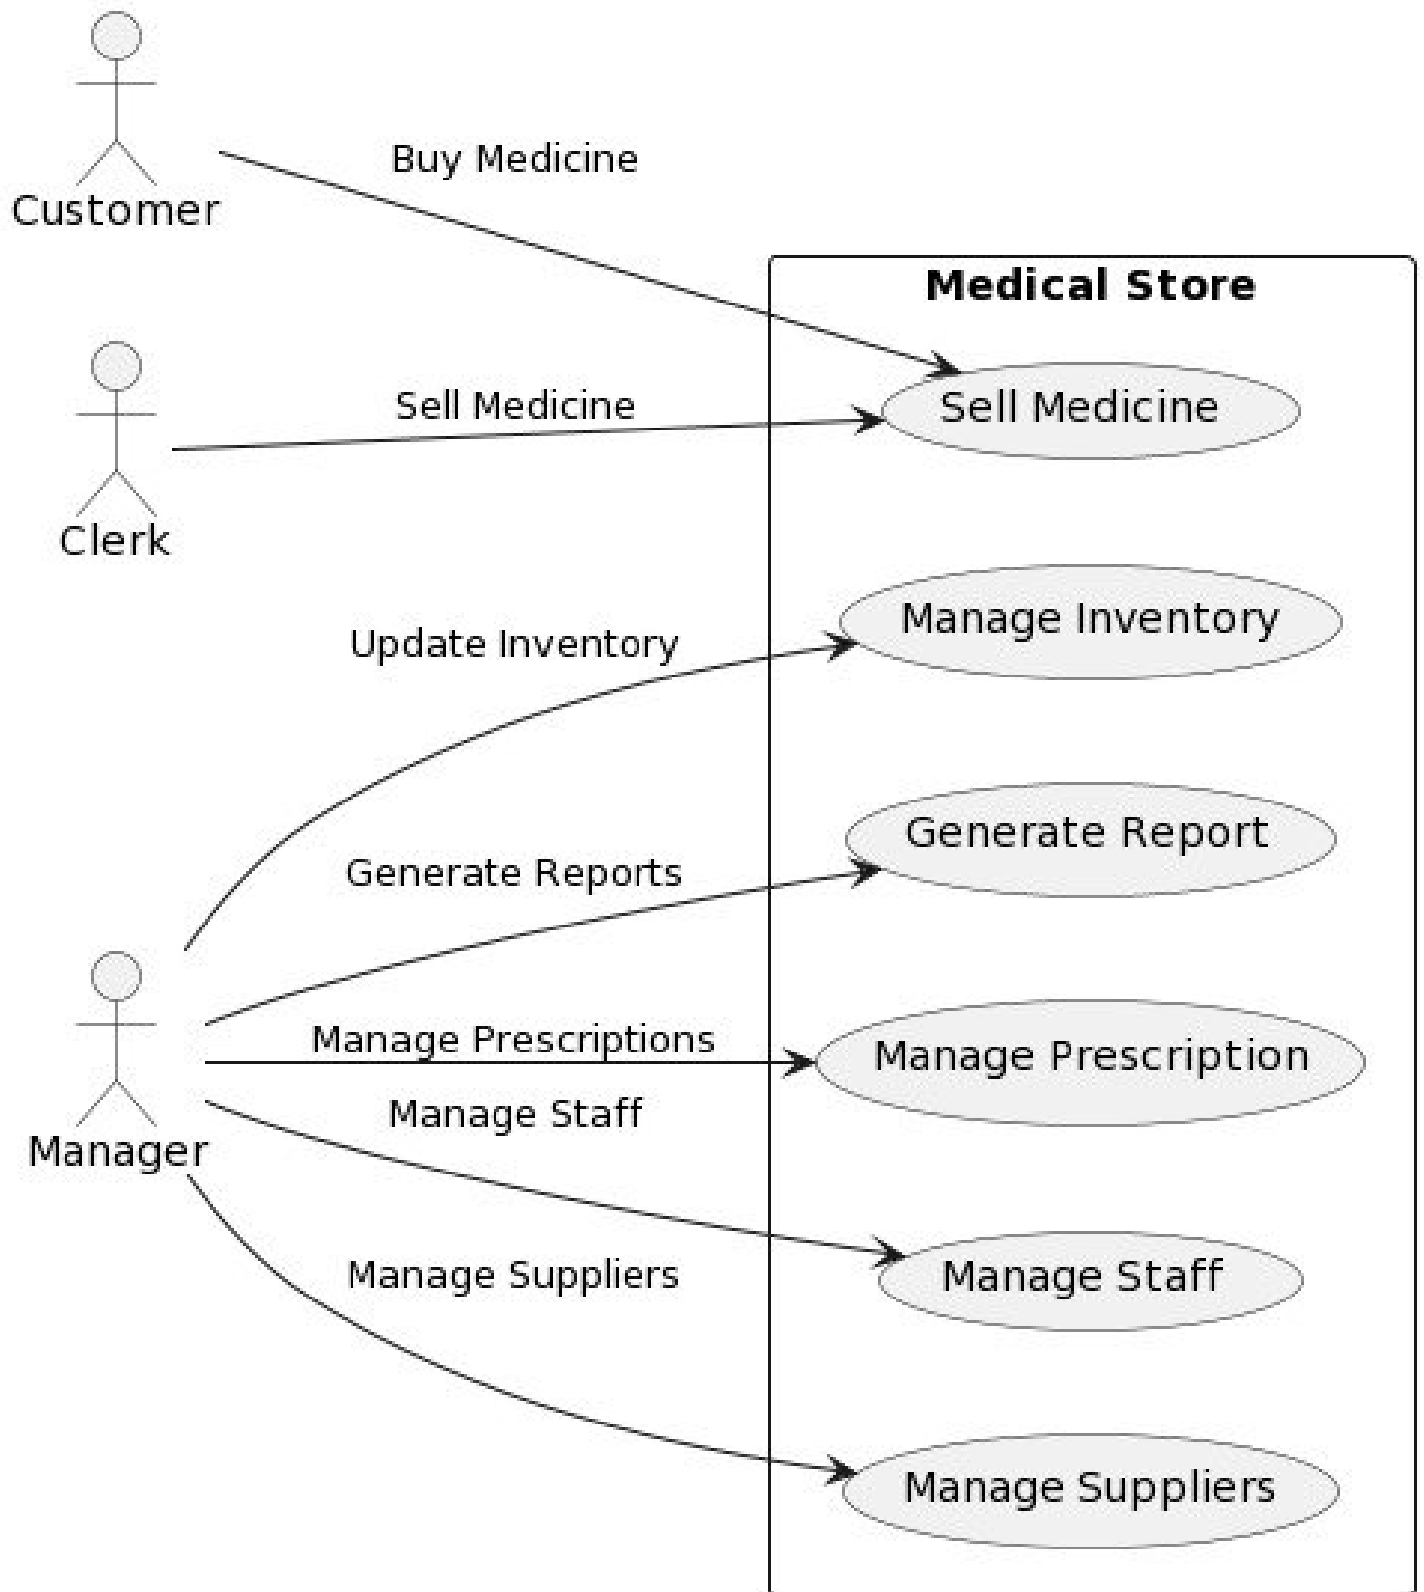 Buy Medicine
Customer
Medical Store
Sell Medicine
Sell Medicine
Clerk
Manage Inventory
Update Inventory
Generate Report
Generate Reports
Manage Prescriptions
Manage Prescription
Manage Staff
Manager
Manage Suppliers
Manage Staff
Manage Suppliers